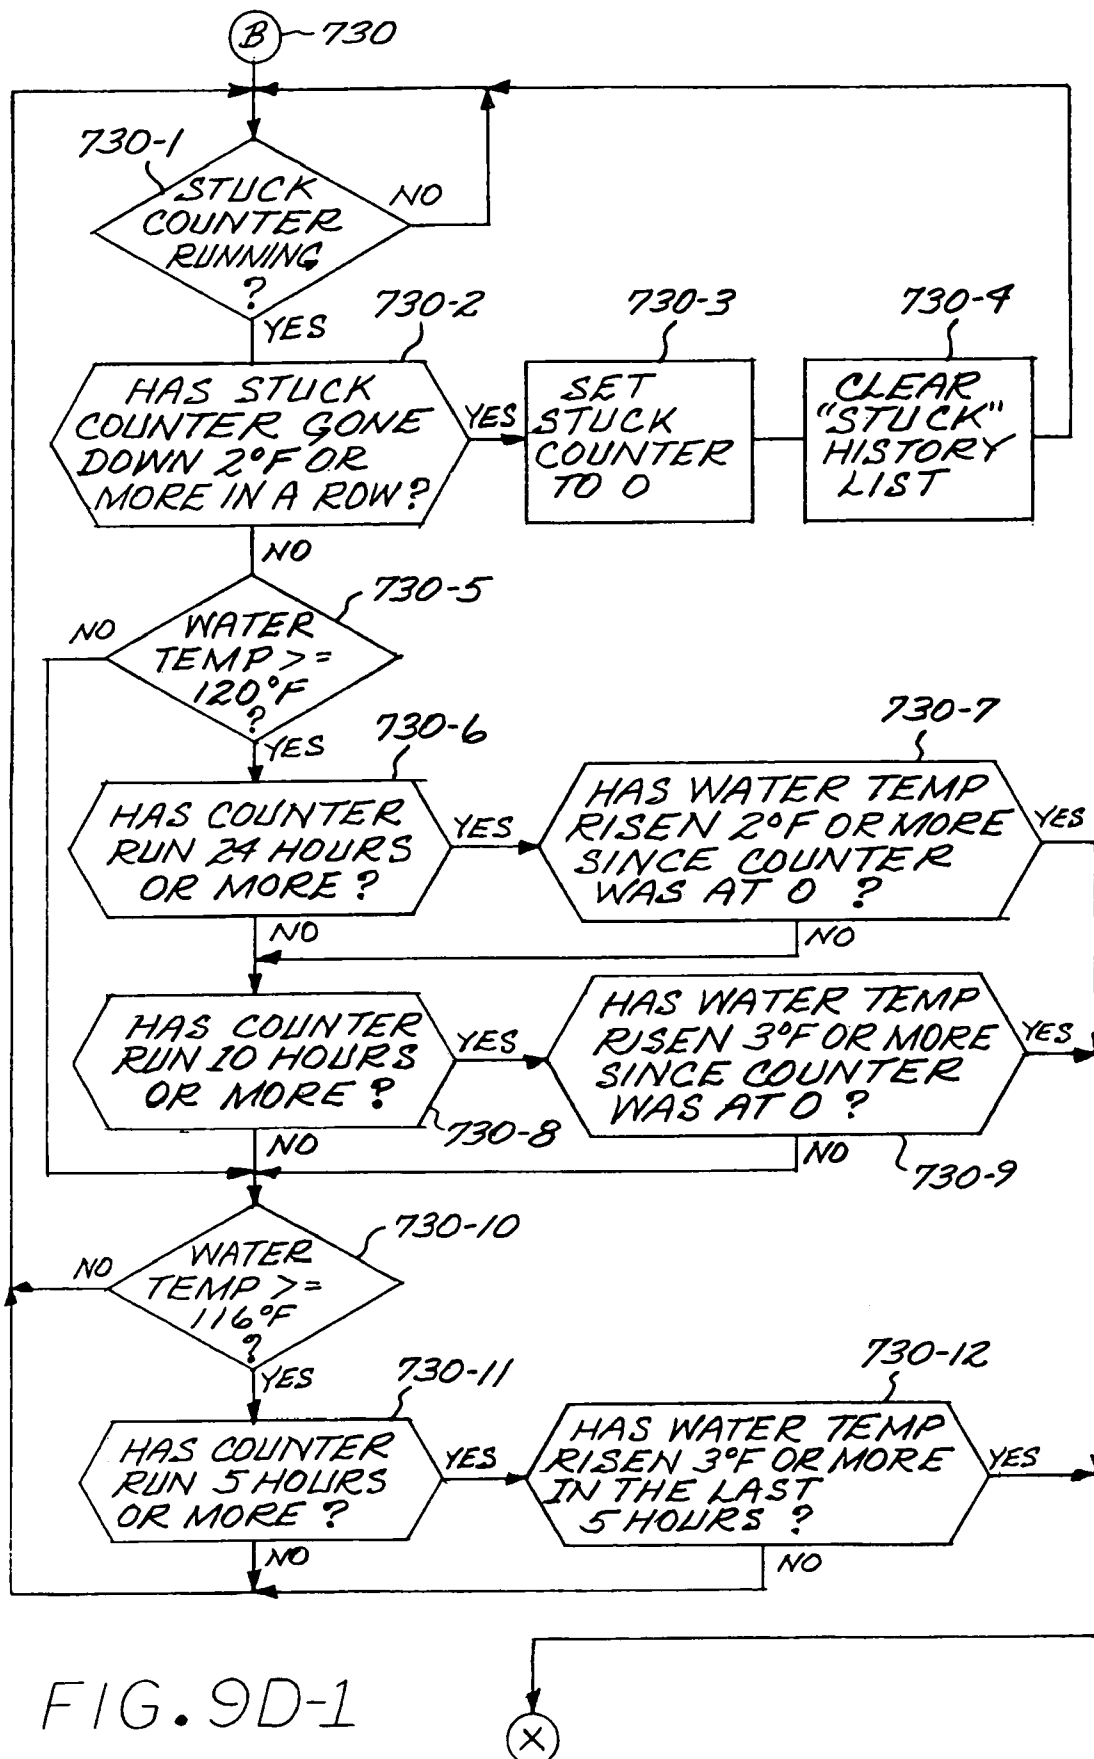 B 730
730-1
STUCK
COUNTER
RUNNING
?
NO
YES
730-2
HAS STUCK
COUNTER GONE
DOWN 2°F OR
MORE IN A ROW?
YES
730-3
SET
STUCK
COUNTER
TO 0
730-4
CLEAR
"STUCK"
HISTORY
LIST
NO
730-5
WATER
TEMP >=
120°F
?
NO
YES
730-6
HAS COUNTER
RUN 24 HOURS
OR MORE?
YES
730-7
HAS WATER TEMP
RISEN 2°F OR MORE
SINCE COUNTER
WAS AT 0 ?
YES
NO
NO
HAS COUNTER
RUN 10 HOURS
OR MORE?
730-8
YES
HAS WATER TEMP
RISEN 3°F OR MORE
SINCE COUNTER
WAS AT 0 ?
730-9
YES
NO
NO
730-10
WATER
TEMP >=
116°F
?
NO
YES
730-11
HAS COUNTER
RUN 5 HOURS
OR MORE ?
YES
730-12
HAS WATER TEMP
RISEN 3°F OR MORE
IN THE LAST
5 HOURS ?
YES
NO
NO
FIG. 9D-1
X